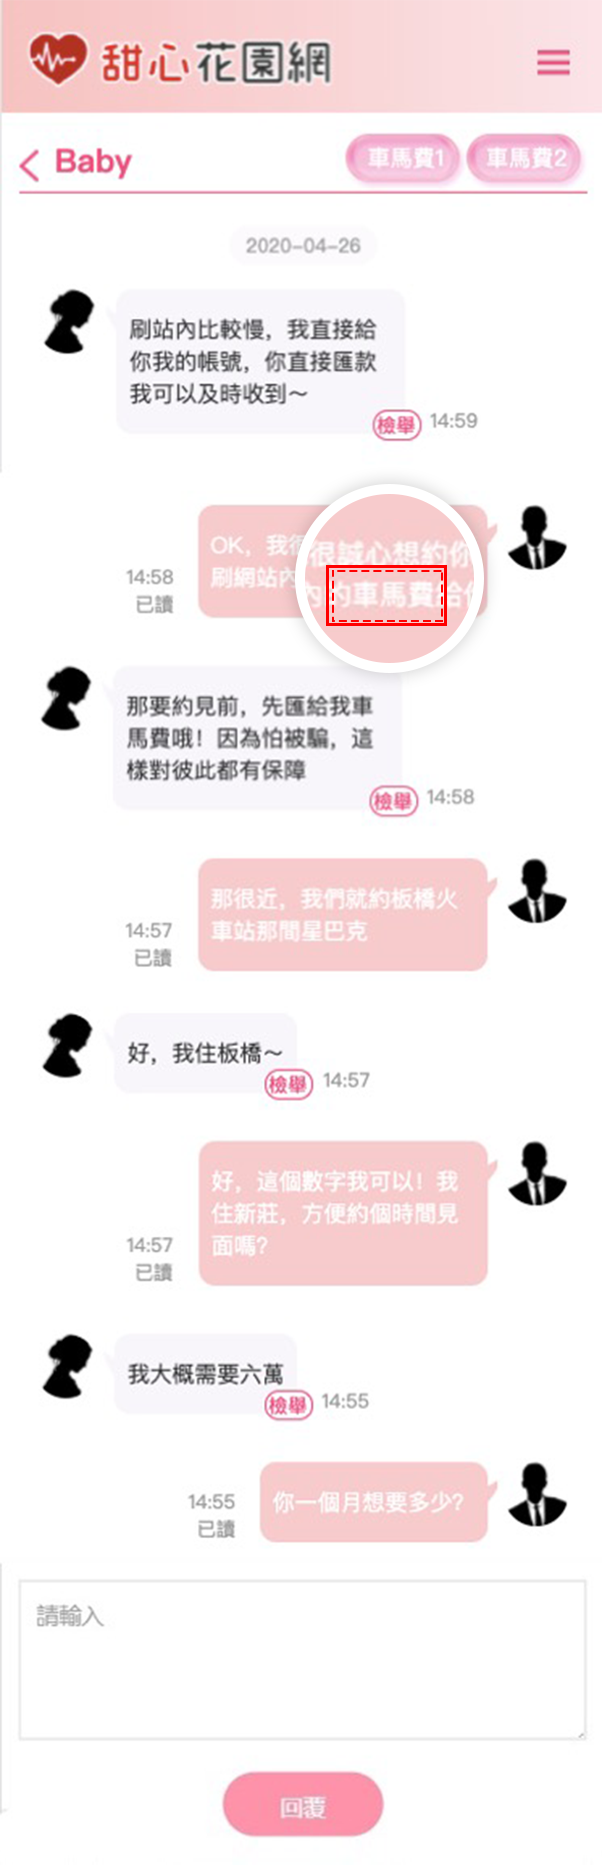 甜心花園網
Baby
車馬費1
車馬費2
2020-04-26
刷站內比較慢，我直接給
你我的帳號，你直接匯款
我可以及時收到～
檢舉
14:59
OK，我很
很誠心想約你
刷網站內
內的車馬費給你
14:58
已讀
那要約見前，先匯給我車
馬費哦！因為怕被騙，這
樣對彼此都有保障
檢舉
14:58
那很近，我們就約板橋火
車站那間星巴克
14:57
已讀
好，我住板橋～
檢舉
14:57
好，這個數字我可以！我
住新莊，方便約個時間見
面嗎?
14:57
已讀
我大概需要六萬
檢舉
14:55
你一個月想要多少?
14:55
已讀
請輸入
回覆